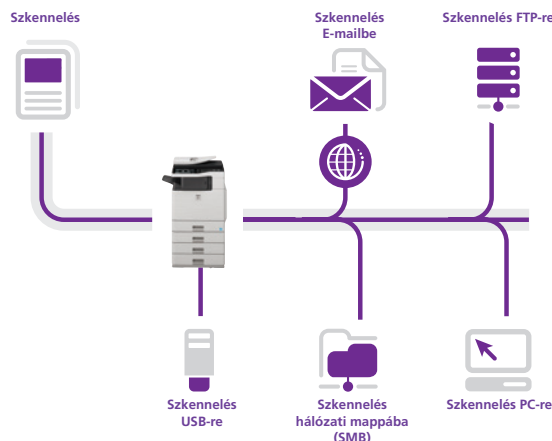 Szkennelés
Szkennelés
E-mailbe
Szkennelés FTP-re
Szkennelés
USB-re
Szkennelés
hálózati mappába
(SMB)
Szkennelés PC-re